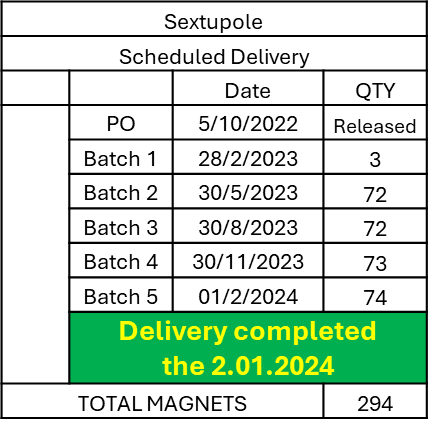 Sextupole
Scheduled Delivery
Date QTY
PO 5/10/2022 Released
Batch 1 28/2/2023 3
Batch 2 30/5/2023 72
Batch 3 30/8/2023 72
Batch 4 30/11/2023 73
Batch 5 01/2/2024 74
Delivery completed
the 2.01.2024
TOTAL MAGNETS 294